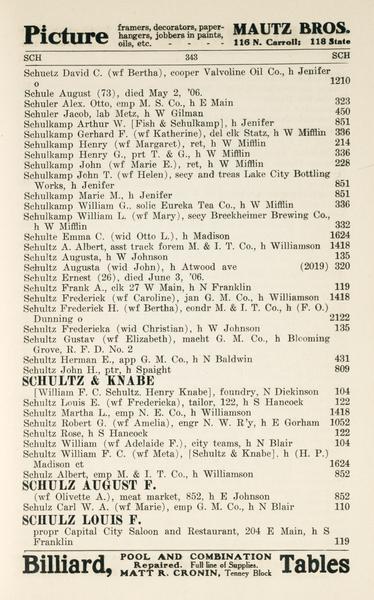 Picture framers, decorators, paper-
hangers, jobbers in paints,
oils, etc. - - - - MAUTZ BROS.
116 N. Carroll; 118 State
SCH 343 SCH
Schuetz David C. (wf Bertha), cooper Valvoline Oil Co., h Jenifer
o 1210
Schule August (73), died May 2, '06.
Schuler Alex. Otto, emp M. S. Co., h E Main 323
Schuler Jacob, lab Metz, h W Gilman 450
Schulkamp Arthur W. [Fish & Schulkamp], h Jenifer 851
Schulkamp Gerhard F. (wf Katherine), del clk Statz, h W Mifflin 336
Schulkamp Henry (wf Margaret), ret, h W Mifflin 214
Schulkamp Henry G., prt T. & G., h W Mifflin 336
Schulkamp John (wf Marie E.), ret, h W Mifflin 228
Schulkamp John T. (wf Helen), secy and treas Lake City Bottling
Works, h Jenifer 851
Schulkamp Marie M., h Jenifer 851
Schulkamp William G.. solic Eureka Tea Co., h W Mifflin 336
Schulkamp William L. (wf Mary), secy Breckheimer Brewing Co.,
h W Mifflin 332
Schulte Emma C. (wid Otto L.), h Madison 1624
Schultz A. Albert, asst track forem M. & I. T. Co., h Williamson 1418
Schultz Augusta, h W Johnson 135
Schultz Augusta (wid John), h Atwood ave (2019) 320
Schultz Ernest (26), died June 3, '06.
Schultz Frank A., clk 27 W Main, h N Franklin 119
Schultz Frederick (wf Caroline), jan G. M. Co., h Williamson 1418
Schultz Frederick H. (wf Bertha), condr M. & I. T. Co., h (F. O.)
Dunning o 2122
Schultz Fredericka (wid Christian), h W Johnson 135
Schultz Gustav (wf Elizabeth), macht G. M. Co., h Blooming
Grove, R. F. D. No. 2
Schultz Herman E., app G. M. Co., h N Baldwin 431
Schultz John H., ptr, h Spaight 809
SCHULTZ & KNABE
[William F. C. Schultz, Henry Knabe], foundry, N Dickinson 104
Schultz Louis E. (wf Fredericka), tailor, 122, h S Hancock 122
Schultz Martha L., emp N. E. Co., h Williamson 1418
Schultz Robert G. (wf Amelia), engr N. W. R'y, h E Gorham 1052
Schultz Rose, h S Hancock 122
Schultz William (wf Adelaide F.), city teams, h N Blair 104
Schultz William F. C. (wf Meta), [Schultz & Knabe], h (H. P.)
Madison ct 1624
Schulz Albert, emp M. & I. T. Co., h Williamson 852
SCHULZ AUGUST F.
(wf Olivette A.), meat market, 852, h E Johnson 852
Schulz Carl W. A. (wf Marie), emp G. M. Co., h N Blair 110
SCHULZ LOUIS F.
propr Capital City Saloon and Restaurant, 204 E Main, h S
Franklin 119
Billiard, POOL AND COMBINATION
Repaired. Full line of Supplies.
MATT R. CRONIN, Tenney Block Tables